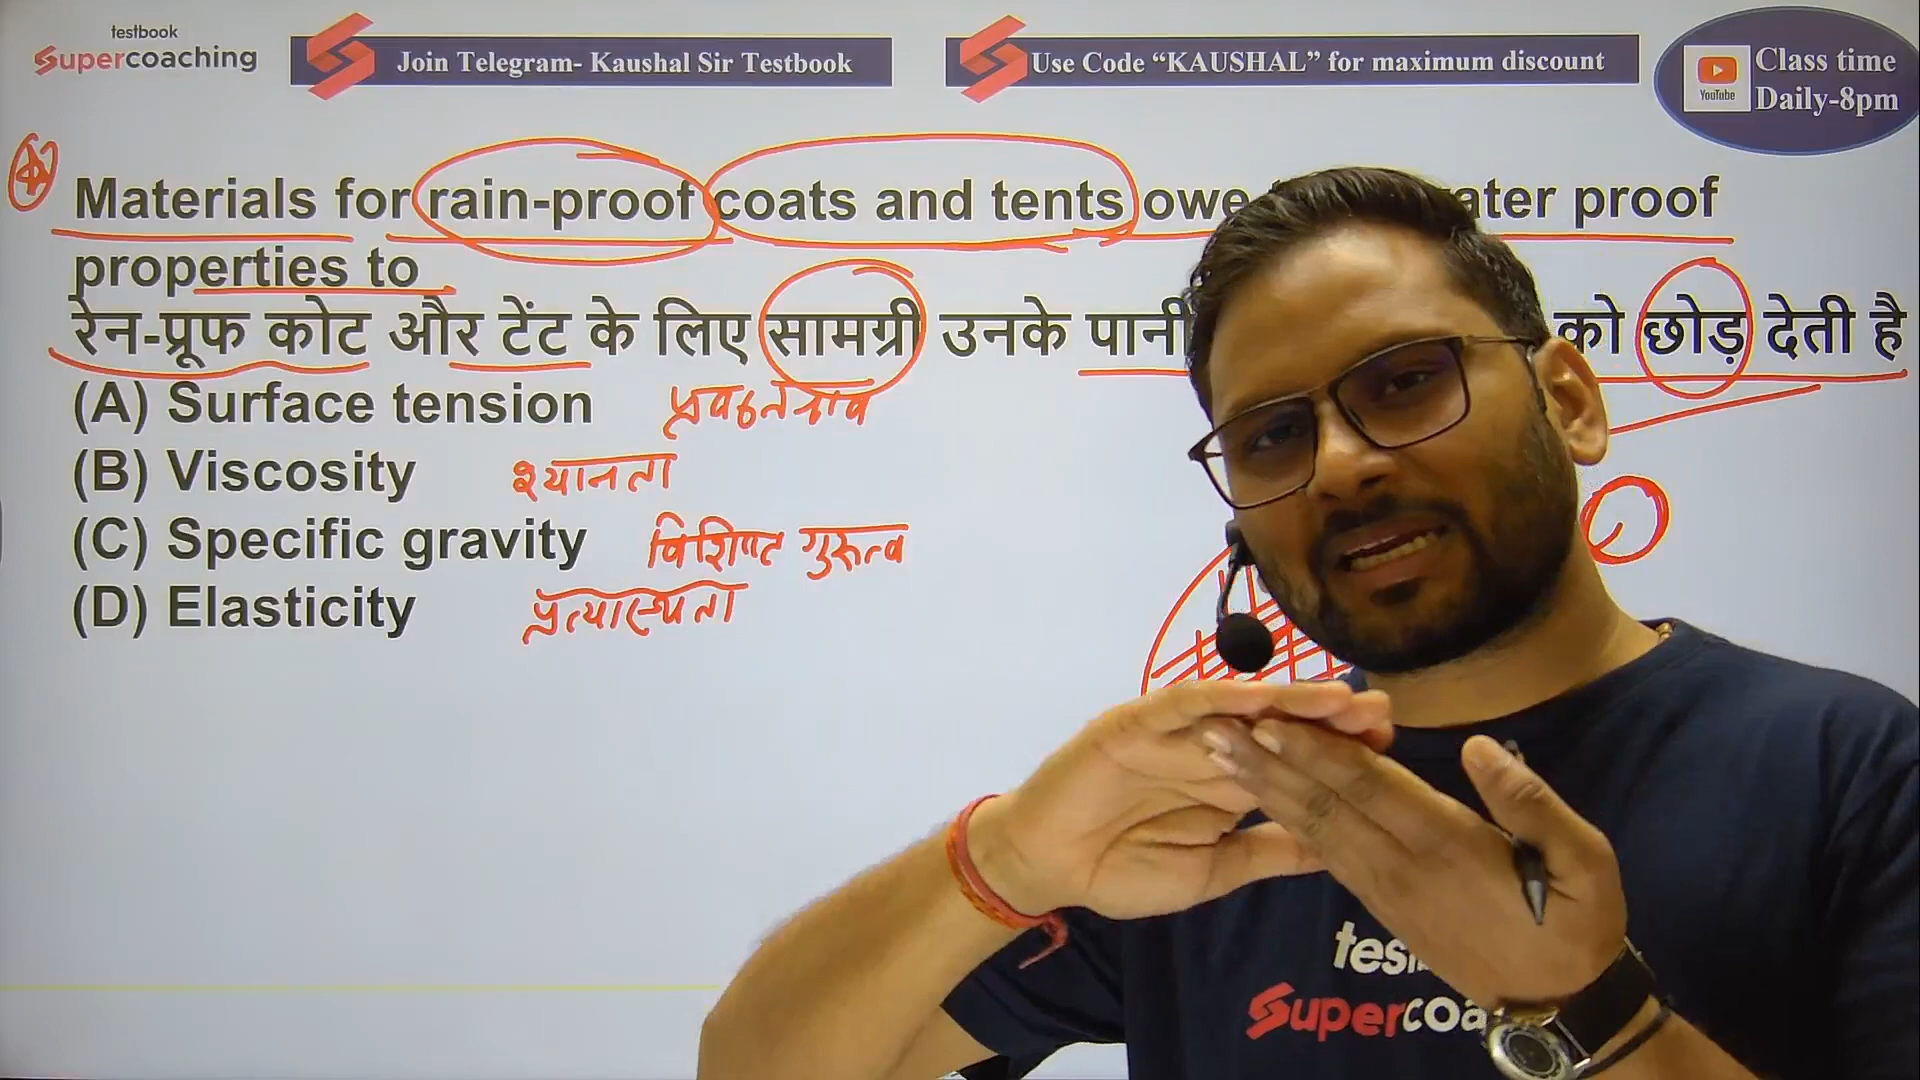 testbook
Supercoaching
Join Telegram- Kaushal Sir Testbook
Use Code “KAUSHAL” for maximum discount
YouTube
Class time
Daily-8pm
Materials for rain-proof coats and tents owe proof
properties to
रेन-प्रूफ कोट और टेंट के लिए सामग्री उनके पानी को छोड़ देती है
(A) Surface tension
(B) Viscosity श्यानता
(C) Specific gravity विशिष्ट गुरुत्व
(D) Elasticity प्रत्यास्थता
Supercoa